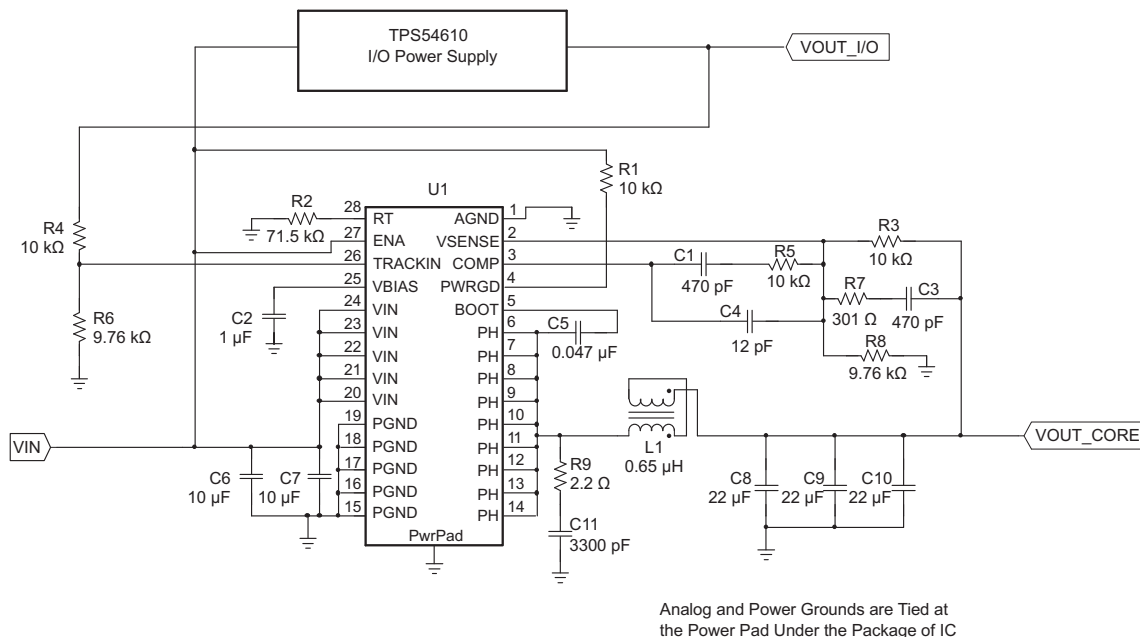 TPS54610
I/O Power Supply
VOUT_I/O
R1
10 kΩ
U1
R4
10 kΩ
R2
71.5 kΩ
28
RT
27
ENA
26
TRACKIN
25
VBIAS
24
VIN
23
VIN
22
VIN
21
VIN
20
VIN
19
PGND
18
PGND
17
PGND
16
PGND
15
PGND
AGND
1
VSENSE
2
COMP
3
PWRGD
4
BOOT
5
PH
6
PH
7
PH
8
PH
9
PH
10
PH
11
PH
12
PH
13
PH
14
PwrPad
R3
10 kΩ
C1
470 pF
R5
10 kΩ
R7
301 Ω
C3
470 pF
C4
12 pF
R8
9.76 kΩ
C5
0.047 µF
C2
1 µF
R6
9.76 kΩ
VIN
C6
10 µF
C7
10 µF
L1
0.65 µH
R9
2.2 Ω
C11
3300 pF
C8
22 µF
C9
22 µF
C10
22 µF
VOUT_CORE
Analog and Power Grounds are Tied at
the Power Pad Under the Package of IC